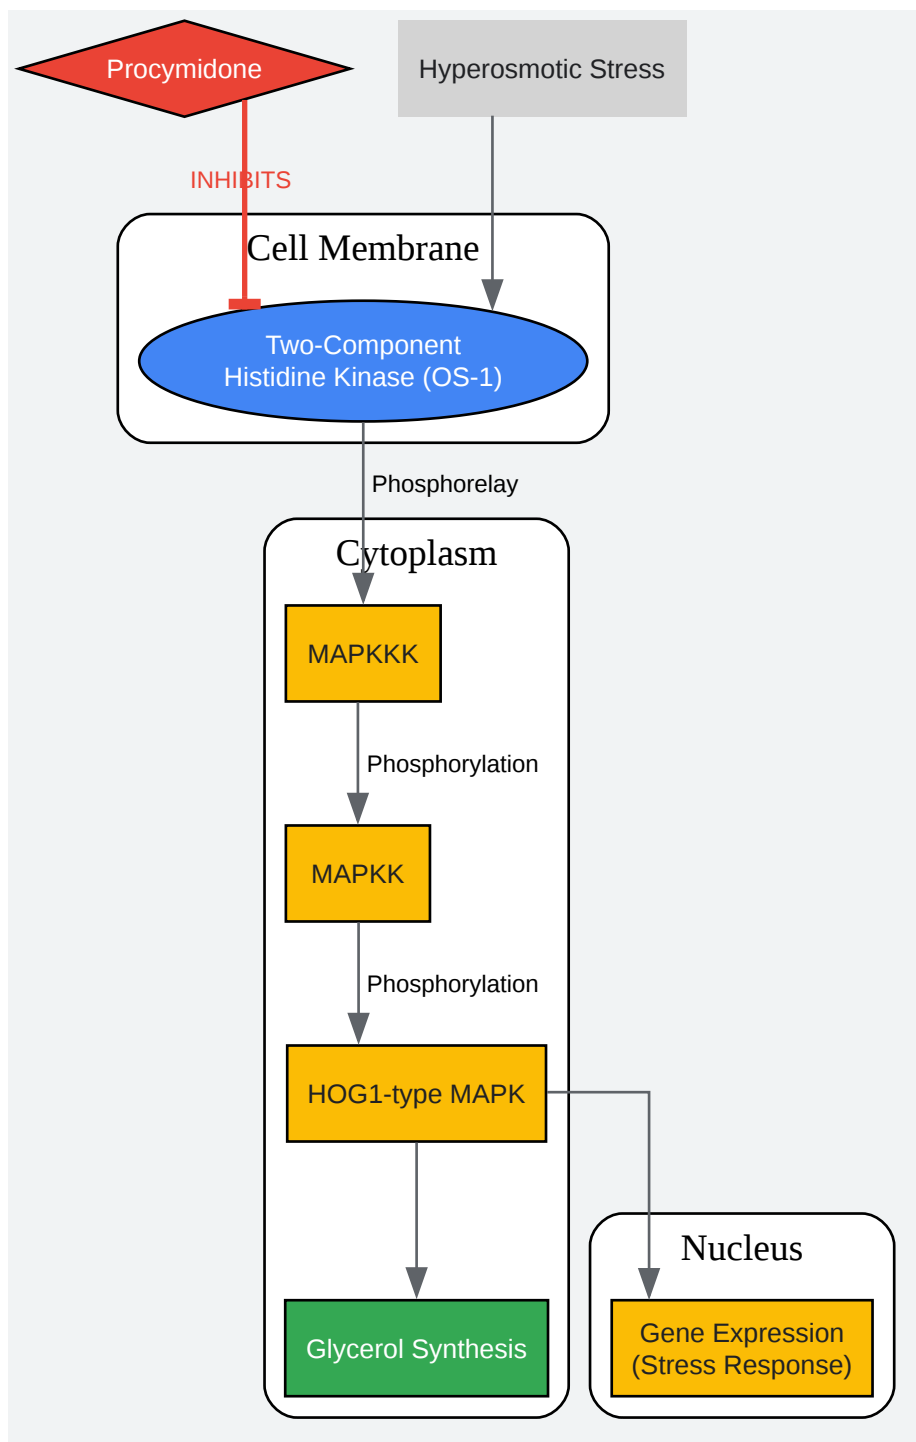 Procymidone
Hyperosmotic Stress
INHIBITS
Cell Membrane
Two-Component
Histidine Kinase (OS-1)
Phosphorelay
Cytoplasm
MAPKKK
Phosphorylation
MAPKK
Phosphorylation
HOG1-type MAPK
Nucleus
Glycerol Synthesis
Gene Expression
(Stress Response)